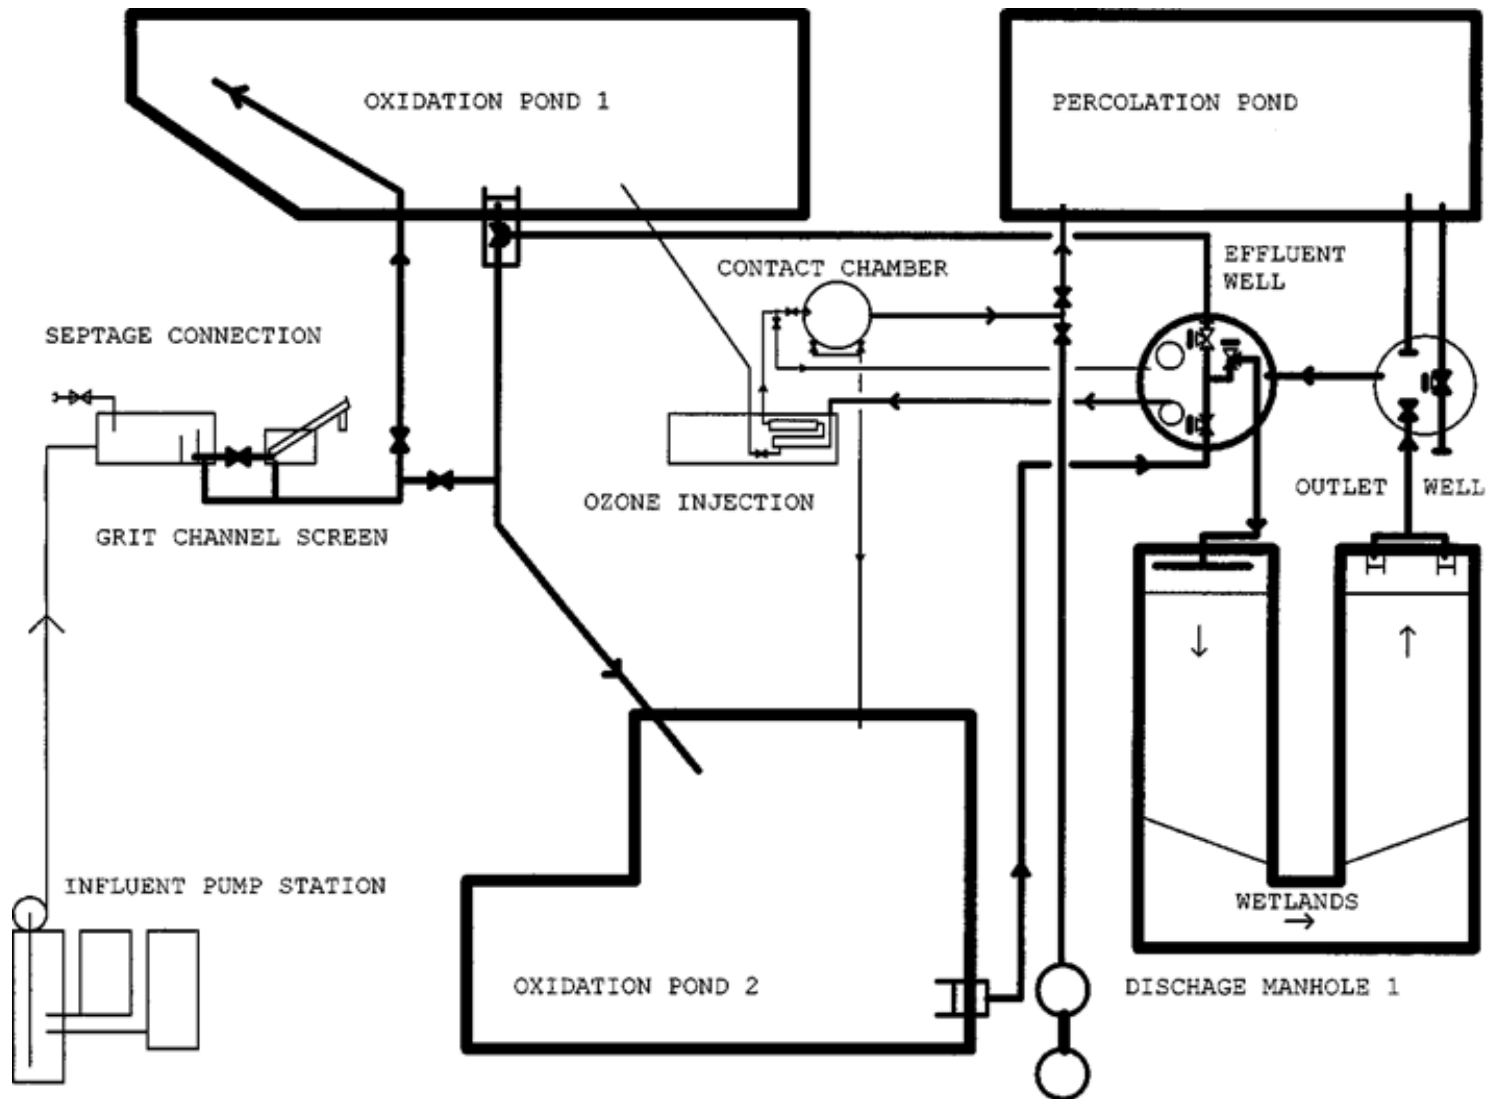 OXIDATION POND 1
PERCOLATION POND
EFFLUENT
WELL
CONTACT CHAMBER
SEPTAGE CONNECTION
OUTLET WELL
OZONE INJECTION
GRIT CHANNEL SCREEN
INFLUENT PUMP STATION
WETLANDS
OXIDATION POND 2
DISCHAGE MANHOLE 1